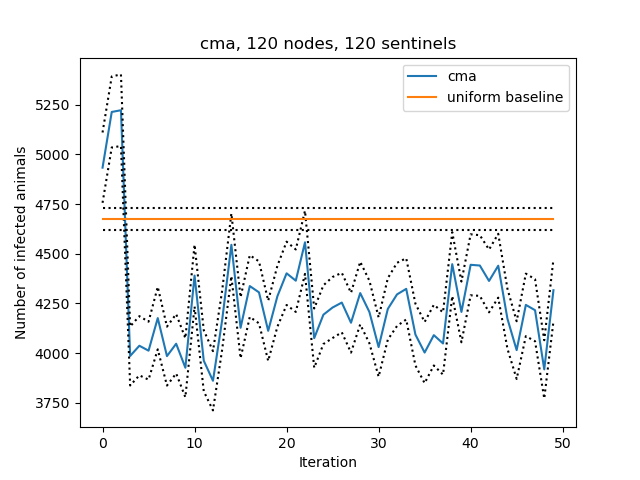 cma, 120 nodes, 120 sentinels
cma
uniform baseline
Number of infected animals
5250
5000
4750
4500
4250
4000
3750
0 10 20 30 40 50
Iteration